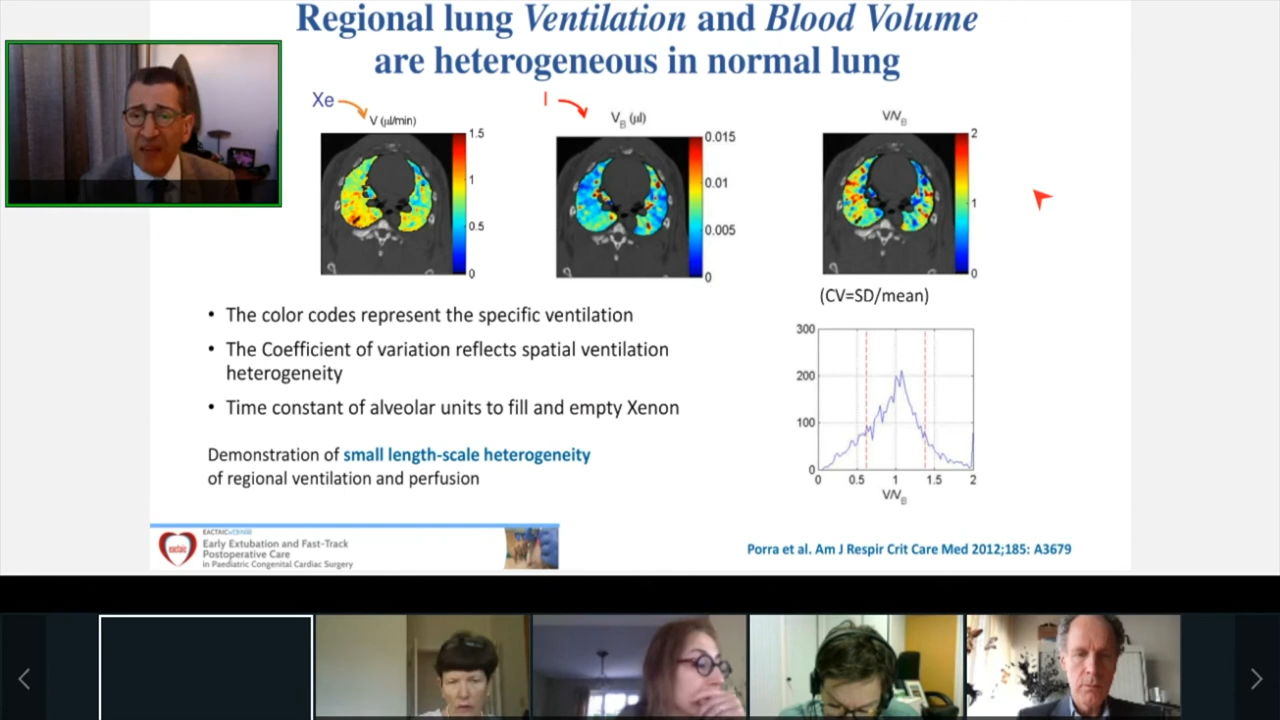 Regional lung Ventilation and Blood Volume
are heterogeneous in normal lung
Xe
V̇ (µl/min)
1.5
1
0.5
0
I
V_B (µl)
0.015
0.01
0.005
0
V̇/V_B
2
1
0
(CV=SD/mean)
• The color codes represent the specific ventilation
• The Coefficient of variation reflects spatial ventilation
heterogeneity
• Time constant of alveolar units to fill and empty Xenon
300
200
100
0
0 0.5 1 1.5 2
V̇/V_B
Demonstration of small length-scale heterogeneity
of regional ventilation and perfusion
eactaic
Early Extubation and Fast-Track
Postoperative Care
in Paediatric Congenital Cardiac Surgery
Porra et al. Am J Respir Crit Care Med 2012;185: A3679